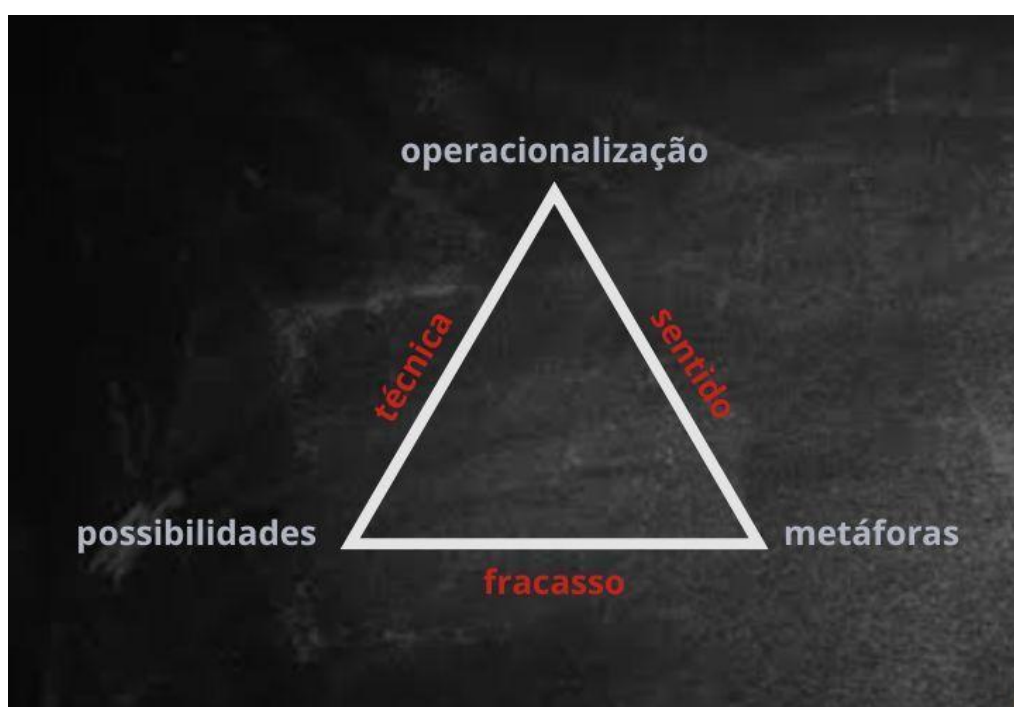 operacionalização
técnica
sentido
possibilidades
metáforas
fracasso